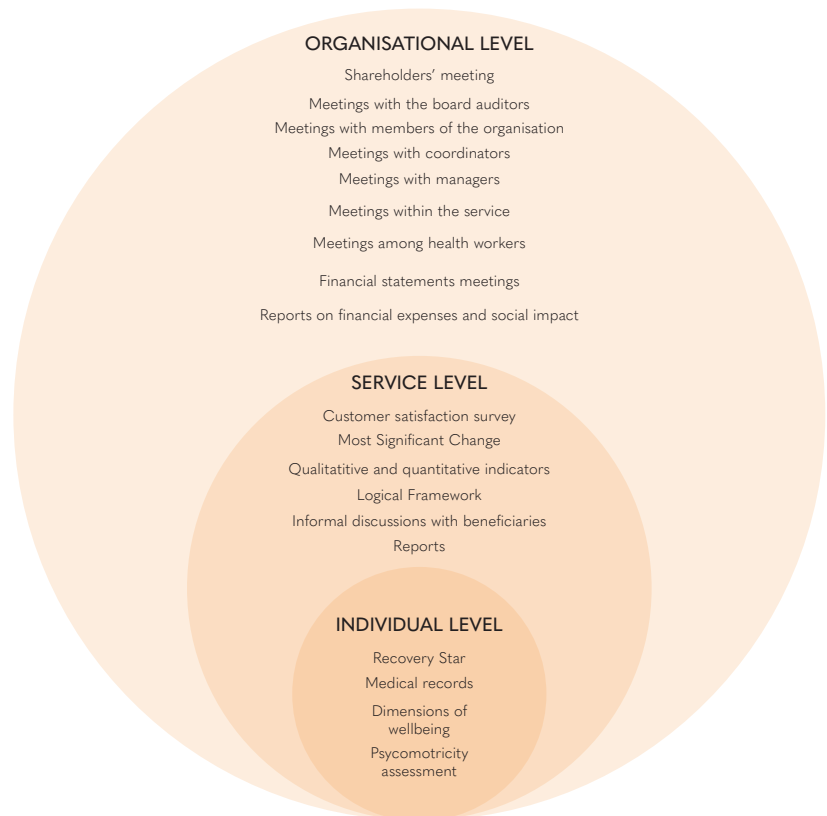 ORGANISATIONAL LEVEL
Shareholders’ meeting
Meetings with the board auditors
Meetings with members of the organisation
Meetings with coordinators
Meetings with managers
Meetings within the service
Meetings among health workers
Financial statements meetings
Reports on financial expenses and social impact
SERVICE LEVEL
Customer satisfaction survey
Most Significant Change
Qualitatitive and quantitative indicators
Logical Framework
Informal discussions with beneficiaries
Reports
INDIVIDUAL LEVEL
Recovery Star
Medical records
Dimensions of
wellbeing
Psycomotricity
assessment